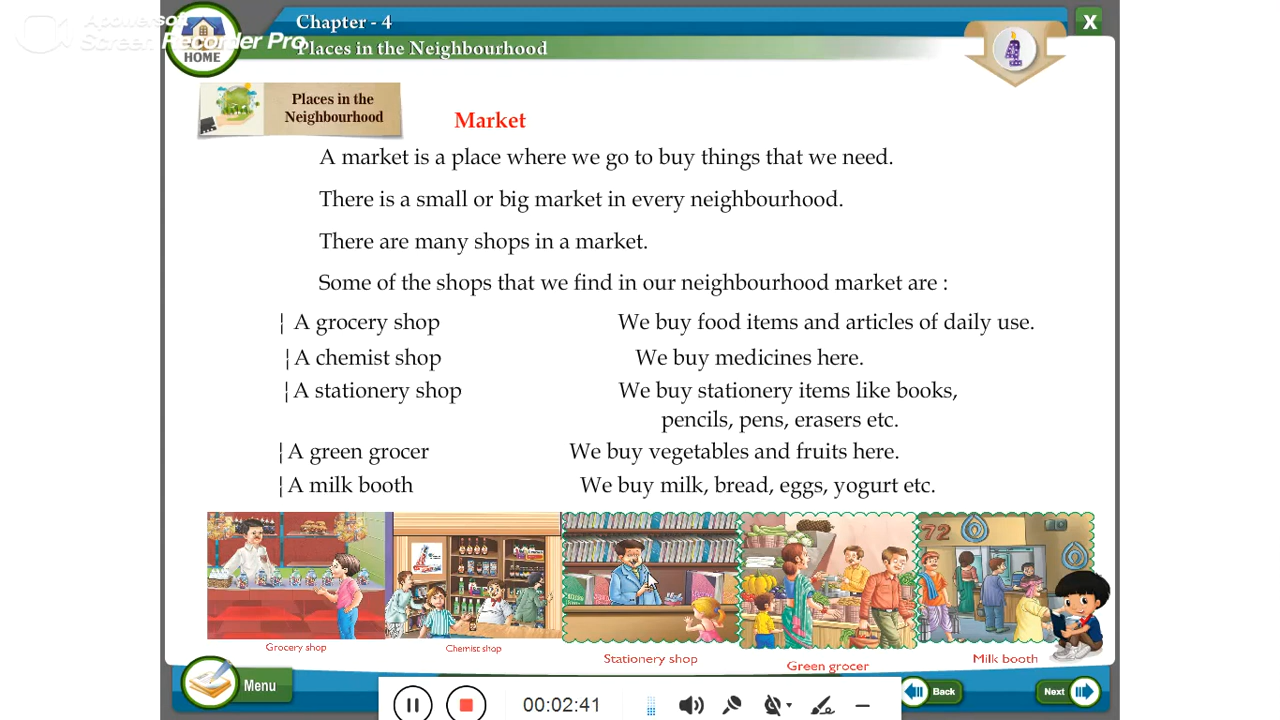 Apowersoft
Screen Recorder Pro
HOME
Chapter - 4
Places in the Neighbourhood
4
X
Places in the
Neighbourhood
Market
A market is a place where we go to buy things that we need.
There is a small or big market in every neighbourhood.
There are many shops in a market.
Some of the shops that we find in our neighbourhood market are :
¦ A grocery shop We buy food items and articles of daily use.
¦ A chemist shop We buy medicines here.
¦ A stationery shop We buy stationery items like books,
pencils, pens, erasers etc.
¦ A green grocer We buy vegetables and fruits here.
¦ A milk booth We buy milk, bread, eggs, yogurt etc.
72
Grocery shop
Chemist shop
Stationery shop
Green grocer
Milk booth
Menu
00:02:41
Back
Next